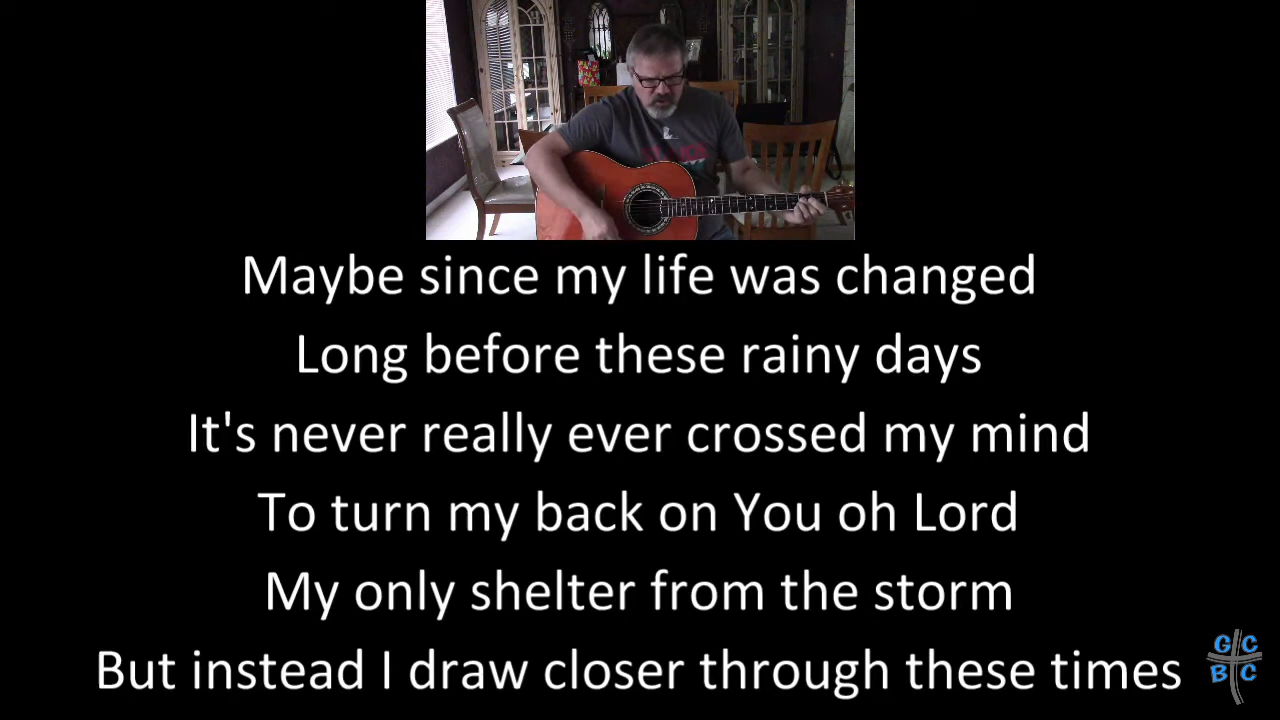 Maybe since my life was changed
Long before these rainy days
It's never really ever crossed my mind
To turn my back on You oh Lord
My only shelter from the storm
But instead I draw closer through these times
G C
B C